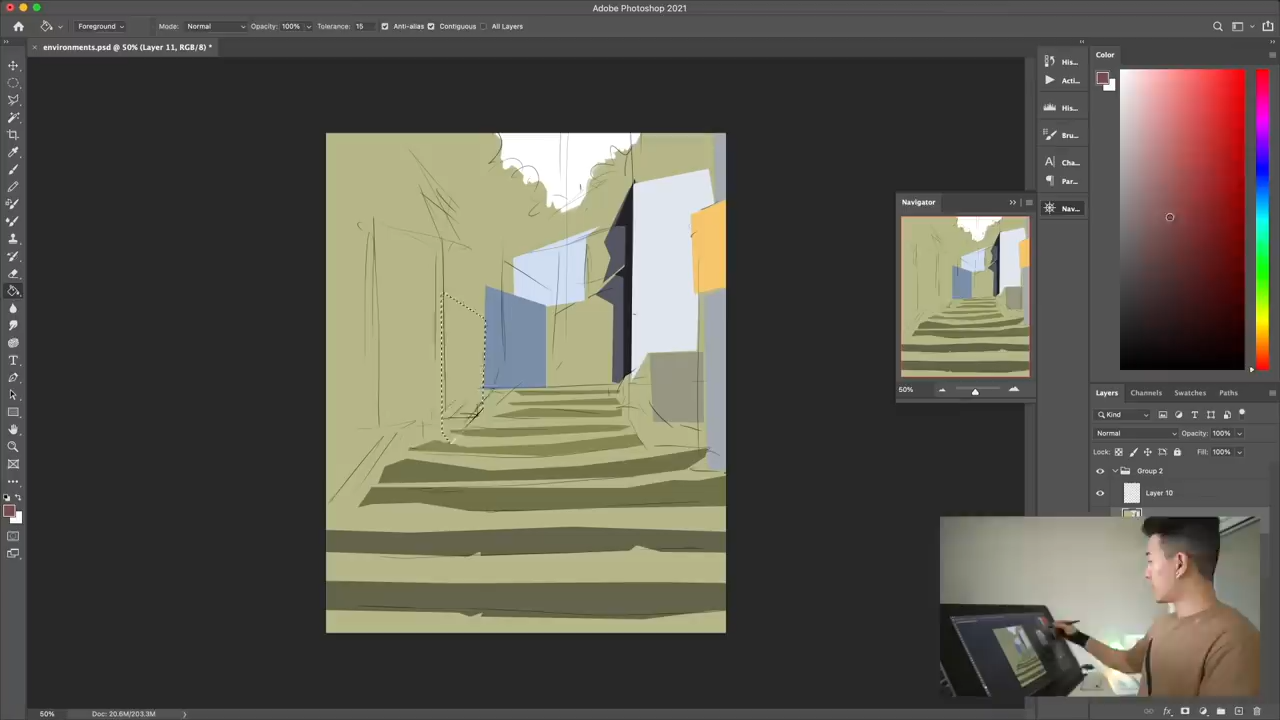 Adobe Photoshop 2021
Foreground Mode: Normal Opacity: 100% Tolerance: 15 Anti-alias Contiguous All Layers
environments.psd @ 50% (Layer 11, RGB/8) *
His...
Acti...
His...
Bru...
Cha...
Par...
Nav...
Color
Navigator
50%
Layers Channels Swatches Paths
Kind
Normal Opacity: 100%
Lock: Fill: 100%
Group 2
Layer 10
50% Doc: 20.6M/203.3M